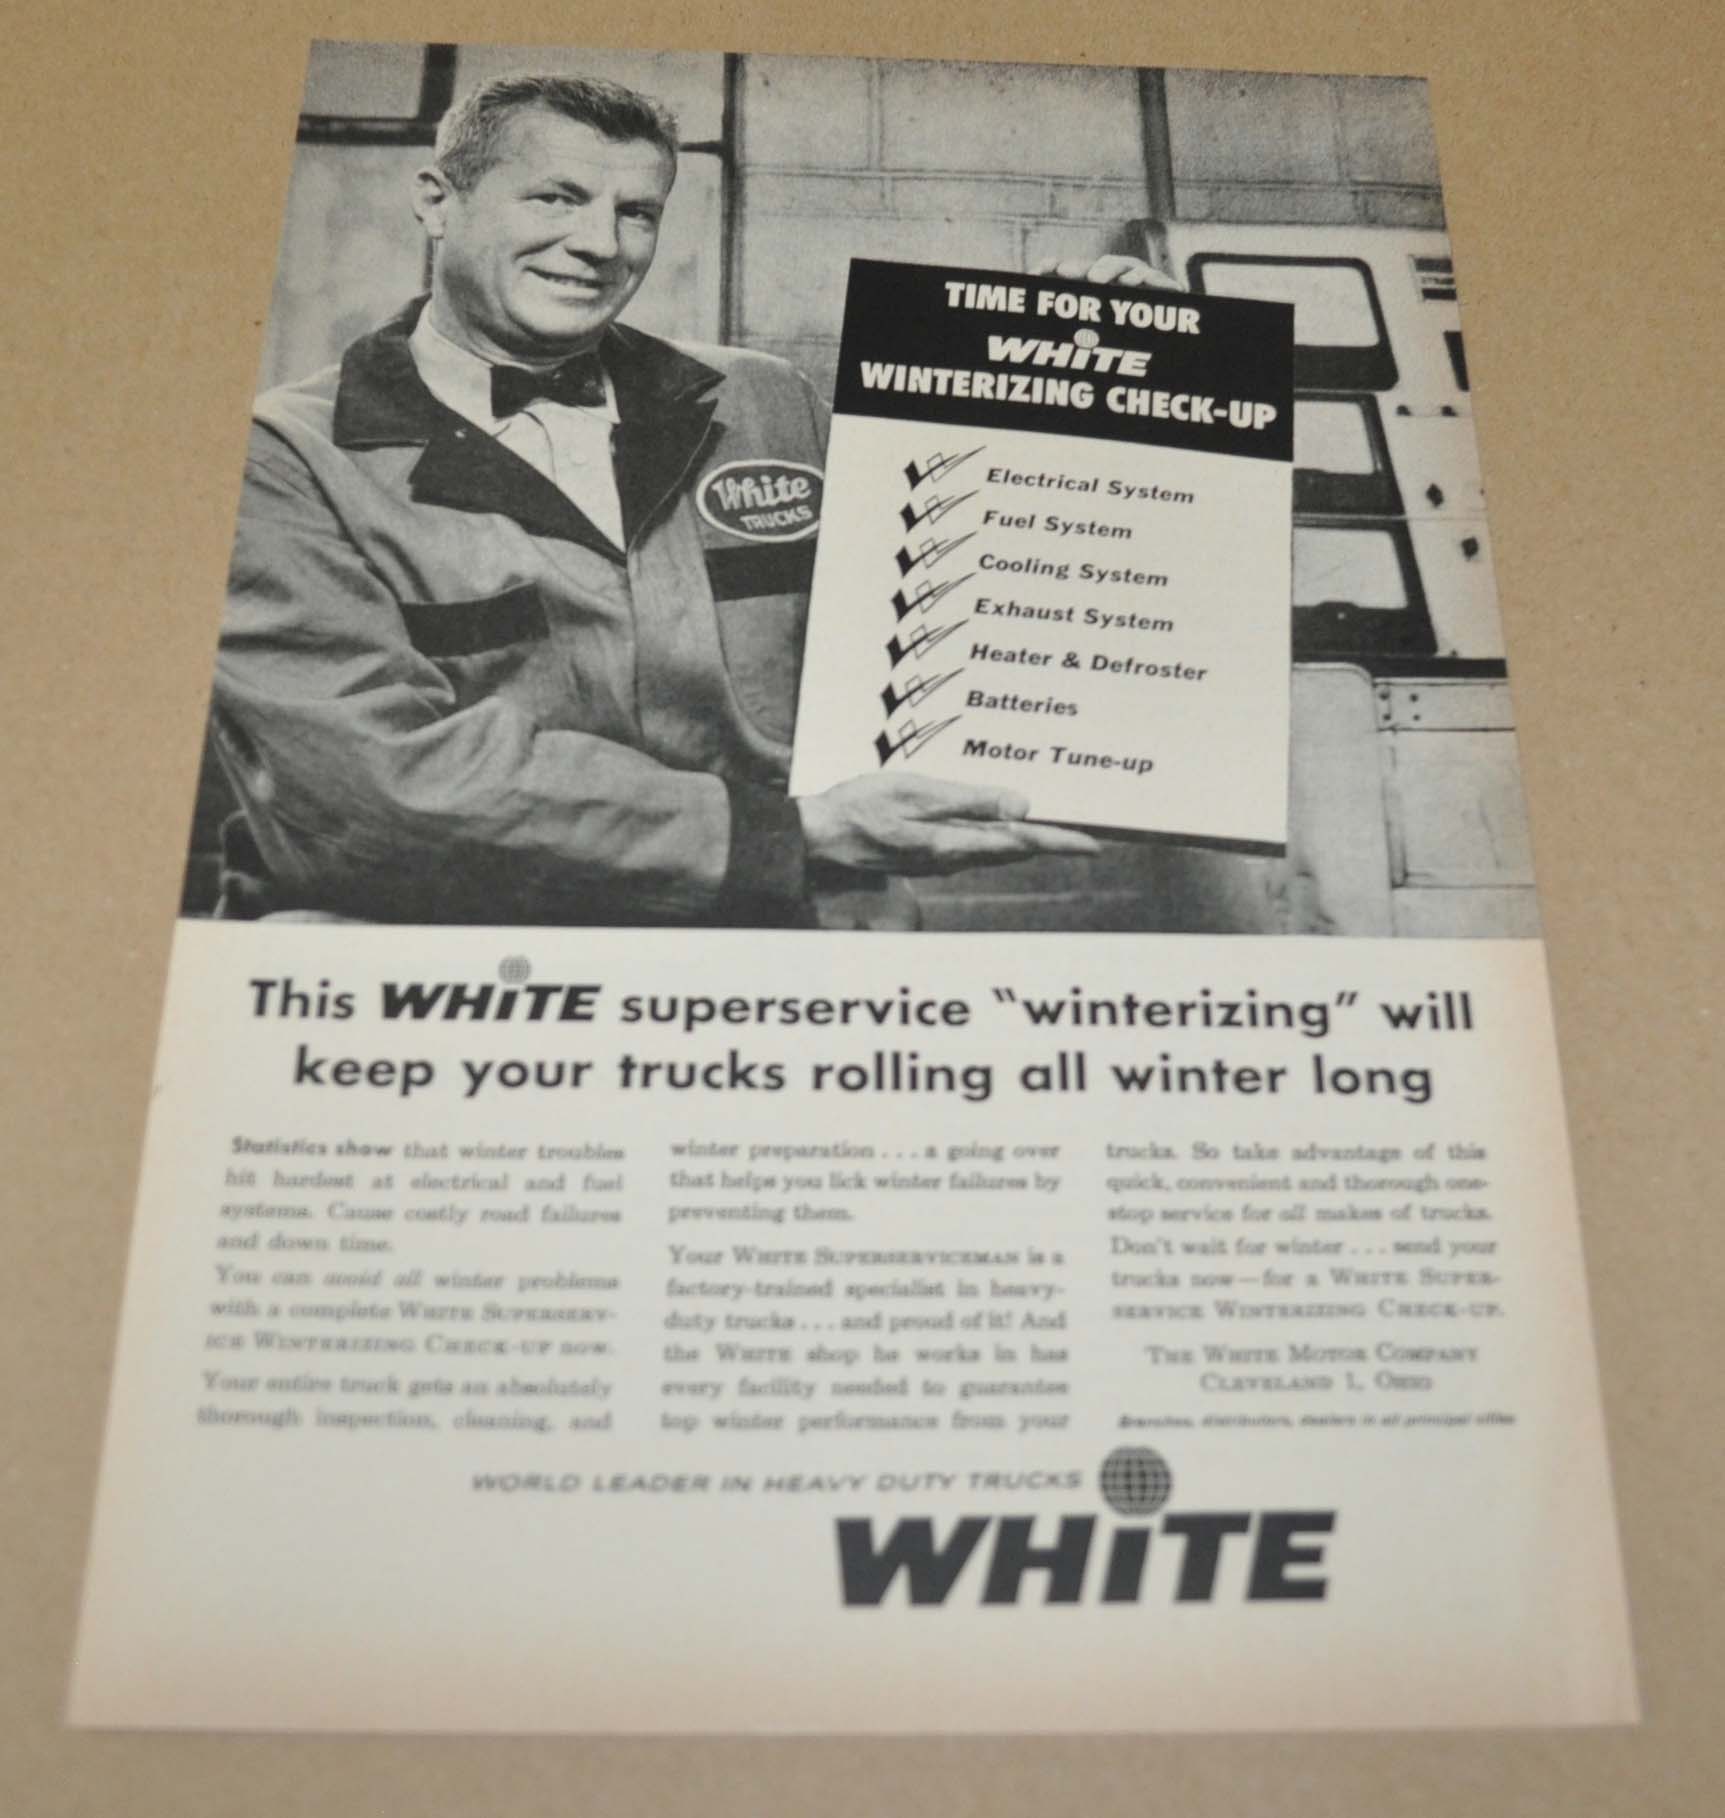 TIME FOR YOUR
WHiTE
WINTERIZING CHECK-UP
White
TRUCKS
Electrical System
Fuel System
Cooling System
Exhaust System
Heater & Defroster
Batteries
Motor Tune-up
This WHiTE superservice "winterizing" will
keep your trucks rolling all winter long
Statistics show that winter troubles
hit hardest at electrical and fuel
systems. Cause costly road failures
and down time.
You can avoid all winter problems
with a complete WHITE SUPERSERV-
ICE WINTERIZING CHECK-UP NOW.
Your entire truck gets an absolutely
thorough inspection, cleaning, and
winter preparation . . . a going over
that helps you lick winter failures by
preventing them.
Your WHITE SUPERSERVICEMAN is a
factory-trained specialist in heavy-
duty trucks . . . and proud of it! And
the WHITE shop he works in has
every facility needed to guarantee
top winter performance from your
trucks. So take advantage of this
quick, convenient and thorough one-
stop service for all makes of trucks.
Don't wait for winter . . . send your
trucks now—for a WHITE SUPER-
SERVICE WINTERIZING CHECK-UP.
THE WHITE MOTOR COMPANY
CLEVELAND 1, OHIO
Branches, distributors, dealers in all principal cities
WORLD LEADER IN HEAVY DUTY TRUCKS
WHiTE